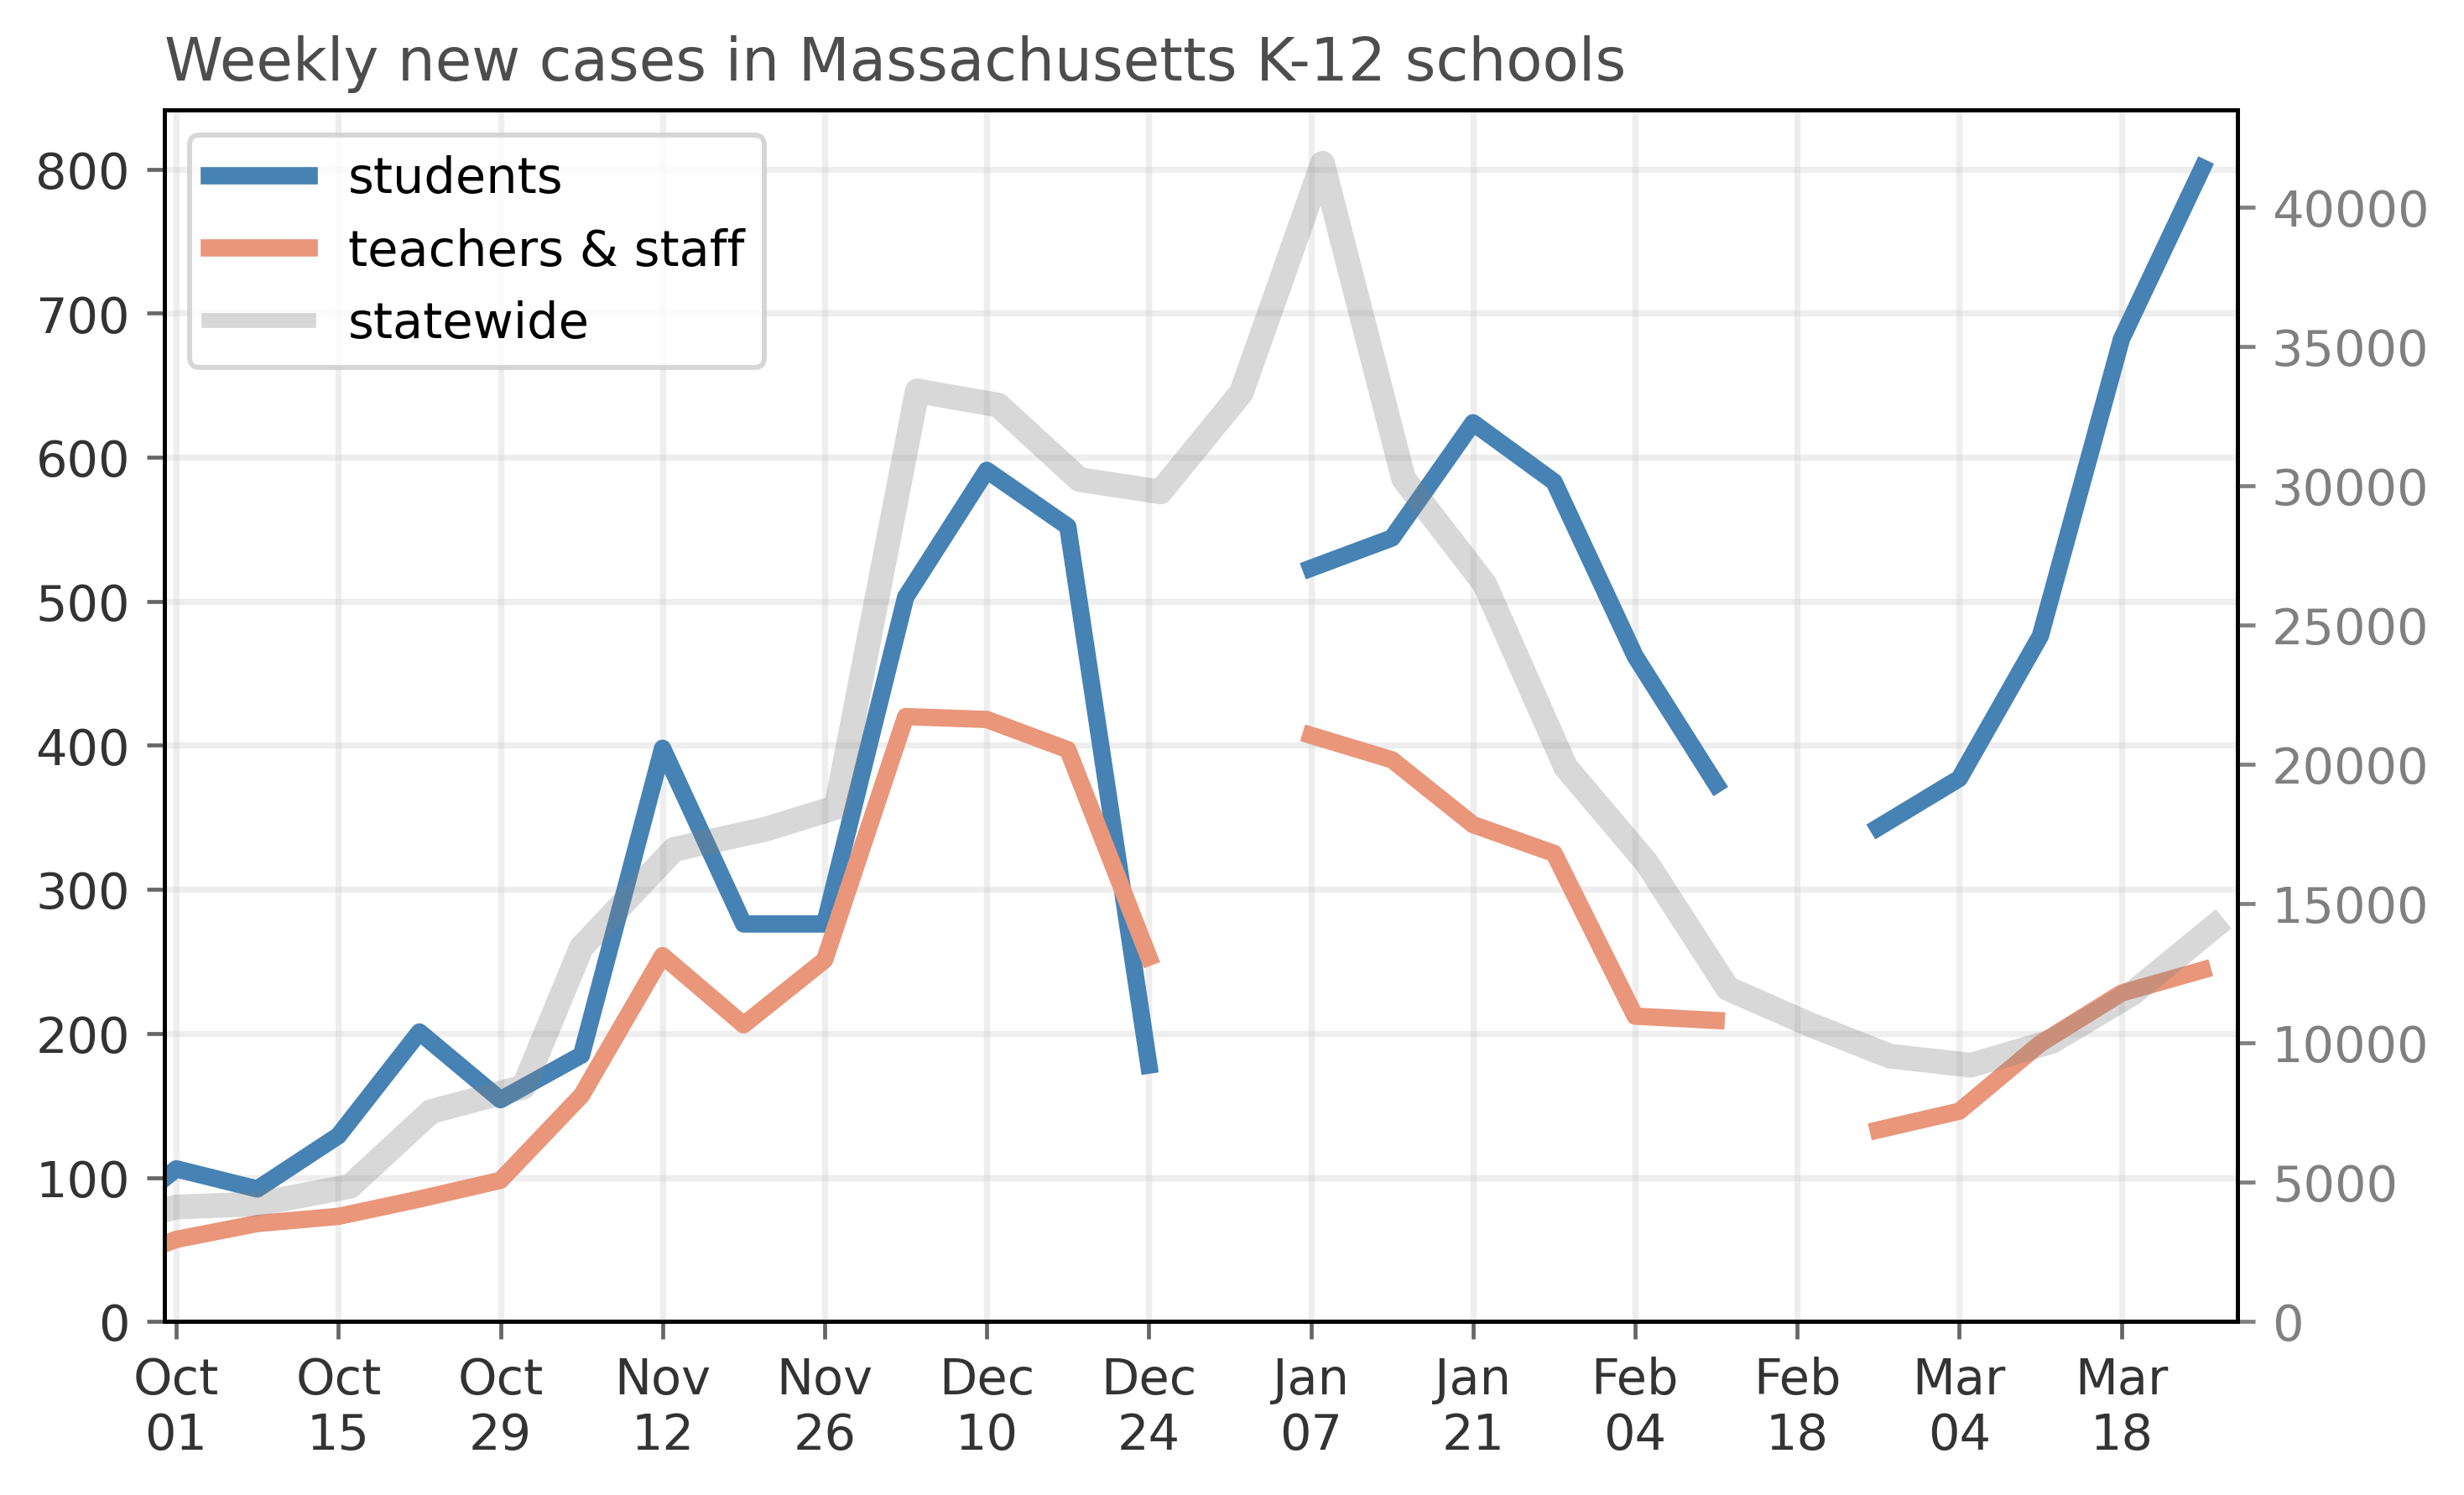 Weekly new cases in Massachusetts K-12 schools
students
teachers & staff
statewide
800
700
600
500
400
300
200
100
0
40000
35000
30000
25000
20000
15000
10000
5000
0
Oct 01
Oct 15
Oct 29
Nov 12
Nov 26
Dec 10
Dec 24
Jan 07
Jan 21
Feb 04
Feb 18
Mar 04
Mar 18